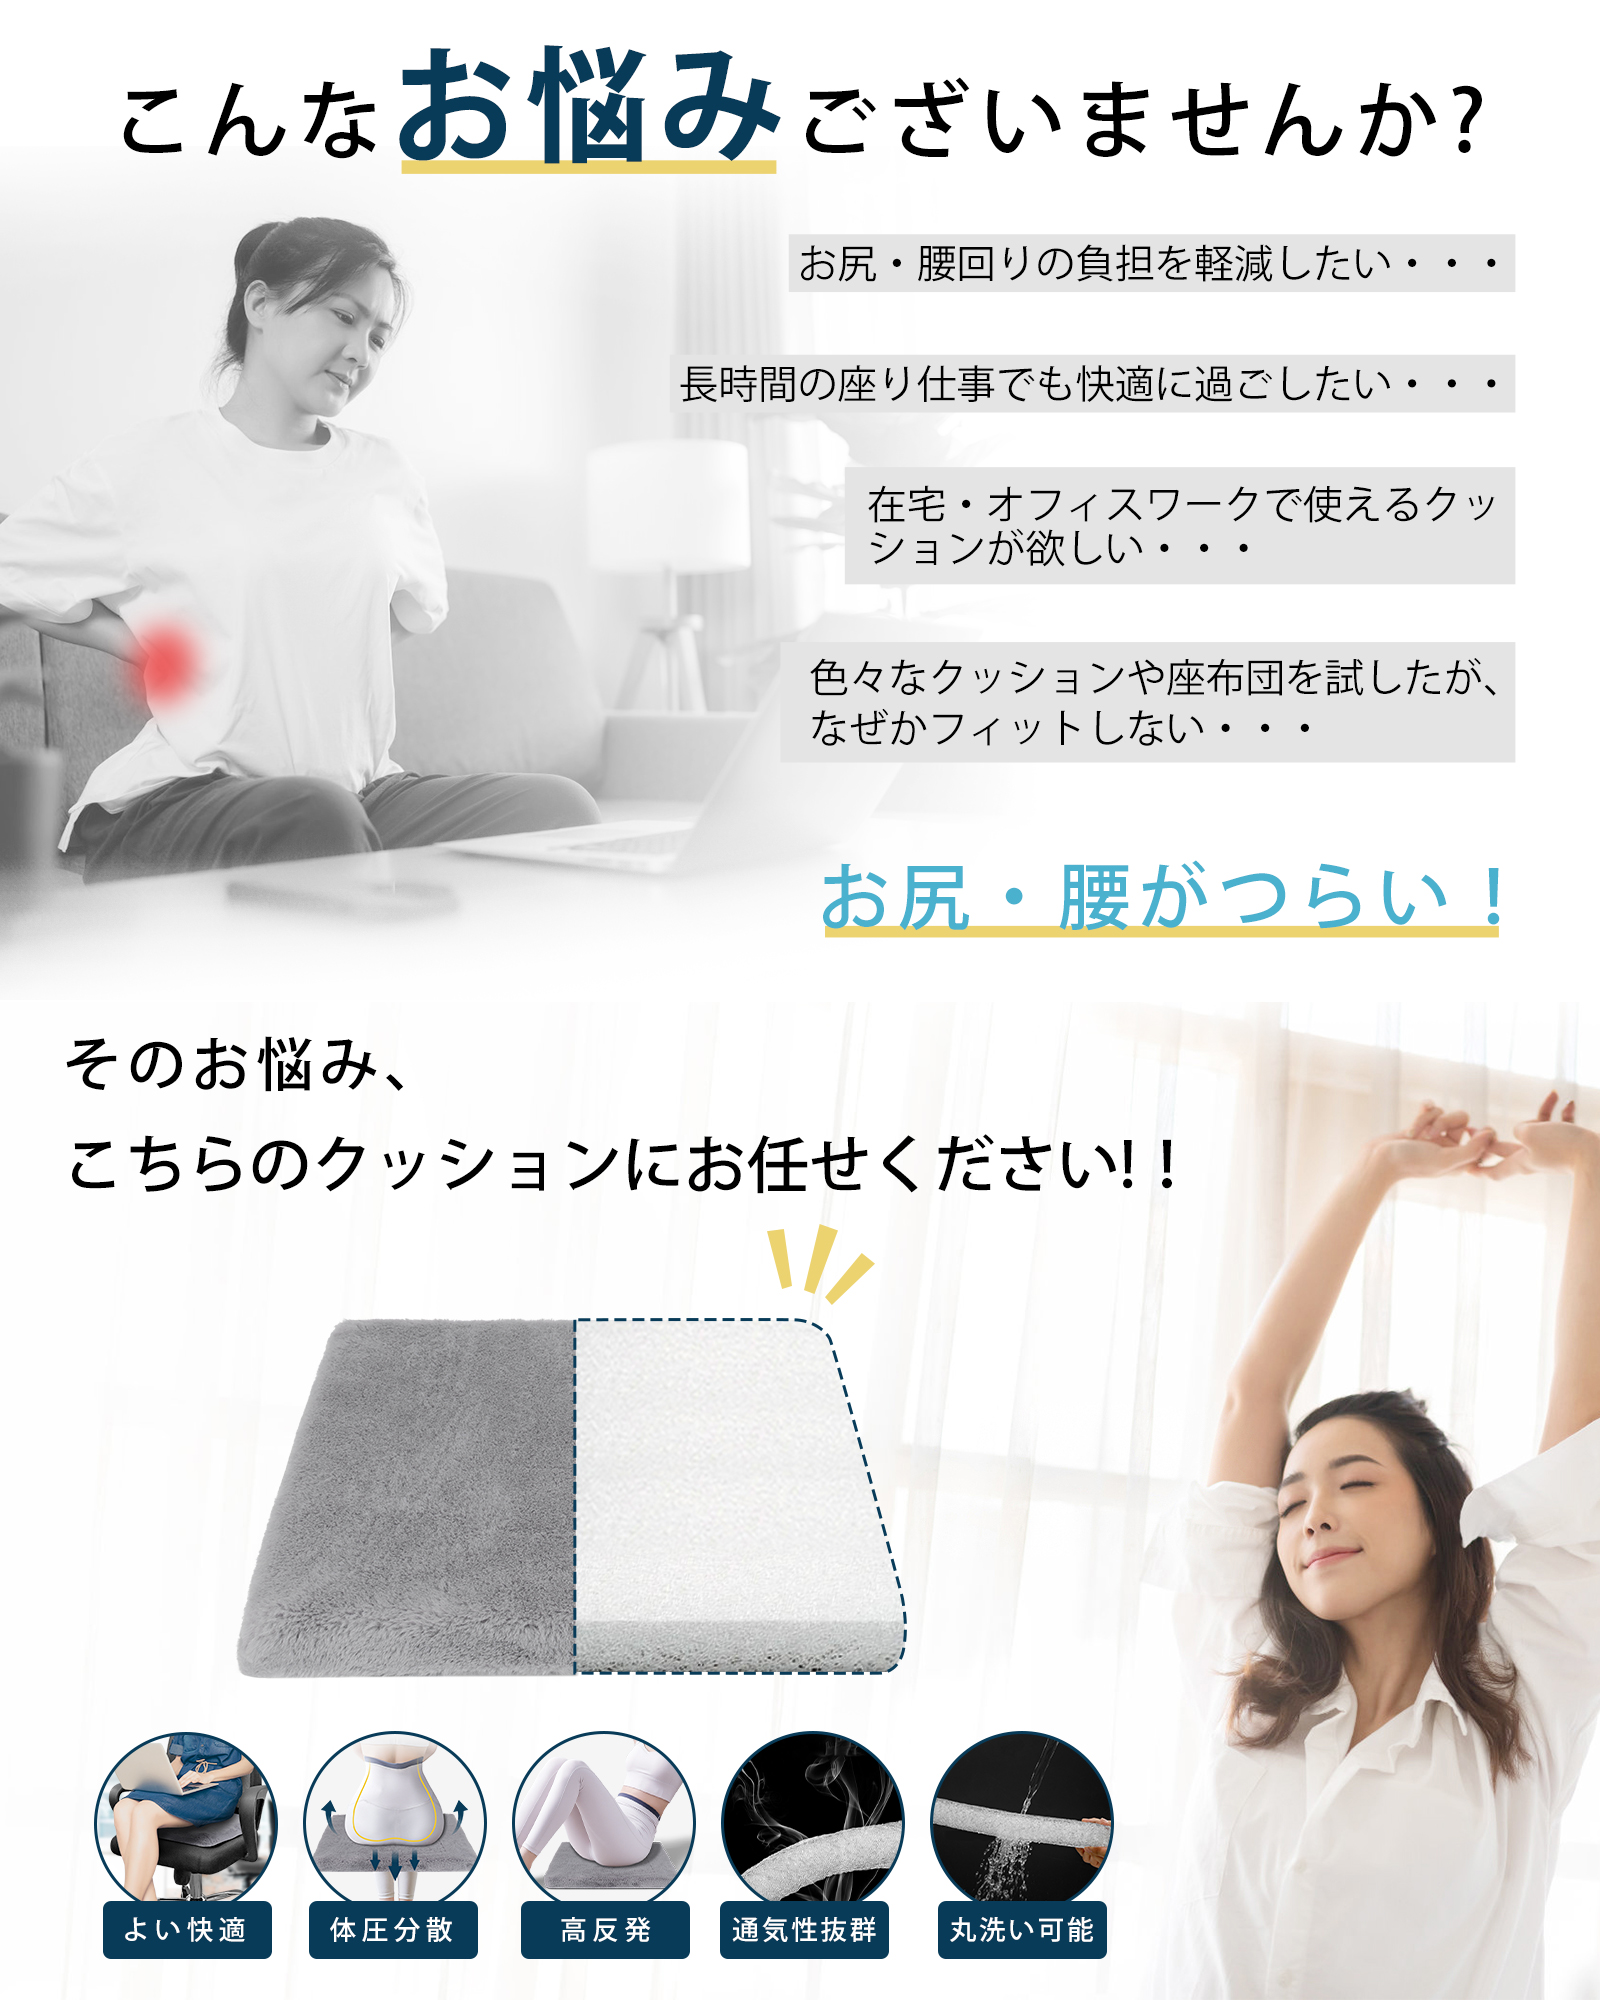 こんなお悩みございませんか?
お尻・腰回りの負担を軽減したい・・・
長時間の座り仕事でも快適に過ごしたい・・・
在宅・オフィスワークで使えるクッ
ションが欲しい・・・
色々なクッションや座布団を試したが、
なぜかフィットしない・・・
お尻・腰がつらい！
そのお悩み、
こちらのクッションにお任せください!！
よい快適
体圧分散
高反発
通気性抜群
丸洗い可能